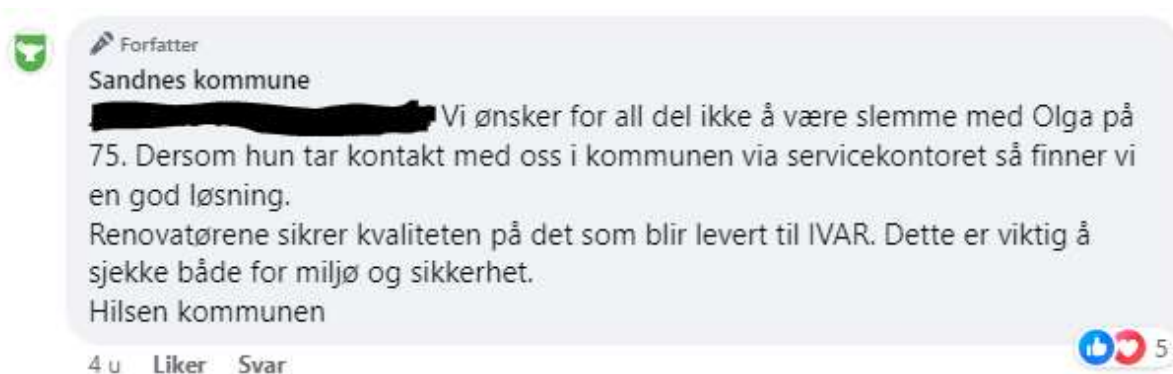 Forfatter
Sandnes kommune
Vi ønsker for all del ikke å være slemme med Olga på
75. Dersom hun tar kontakt med oss i kommunen via servicekontoret så finner vi
en god løsning.
Renovatørene sikrer kvaliteten på det som blir levert til IVAR. Dette er viktig å
sjekke både for miljø og sikkerhet.
Hilsen kommunen
4 u Liker Svar 5